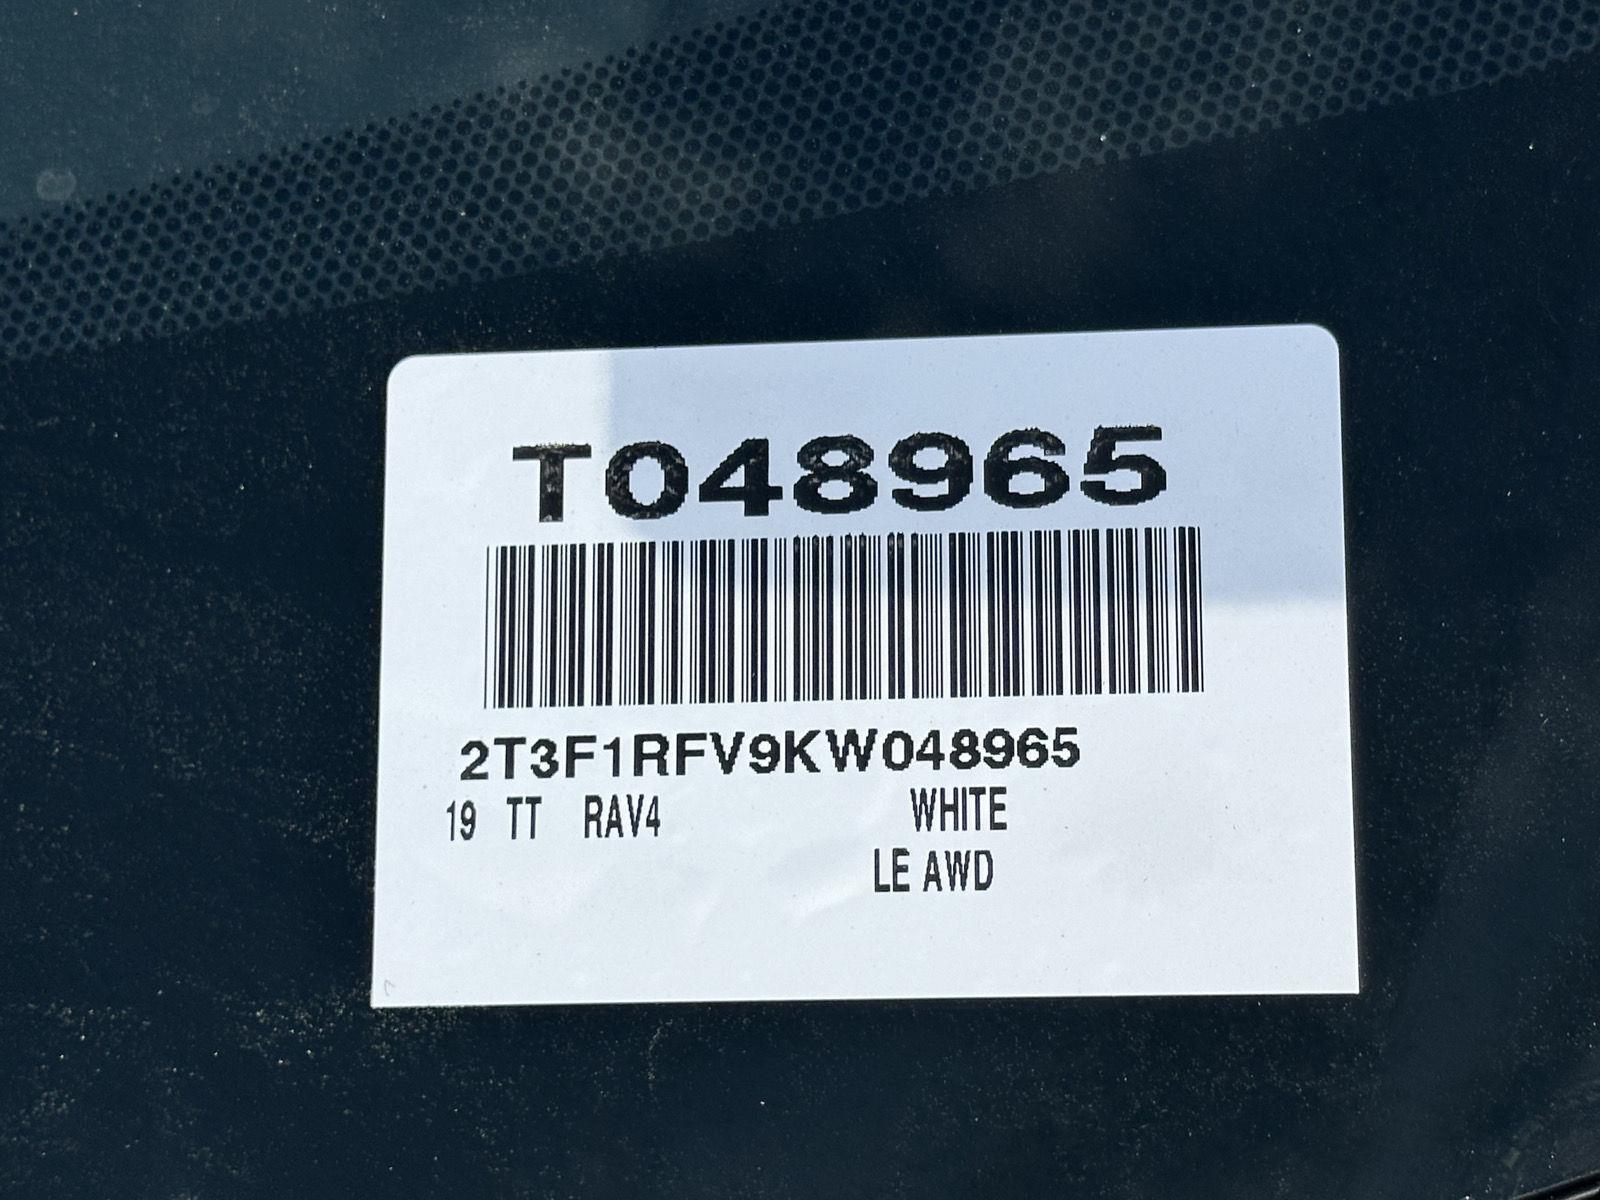 T048965
2T3F1RFV9KW048965
19 TT RAV4 WHITE
LE AWD